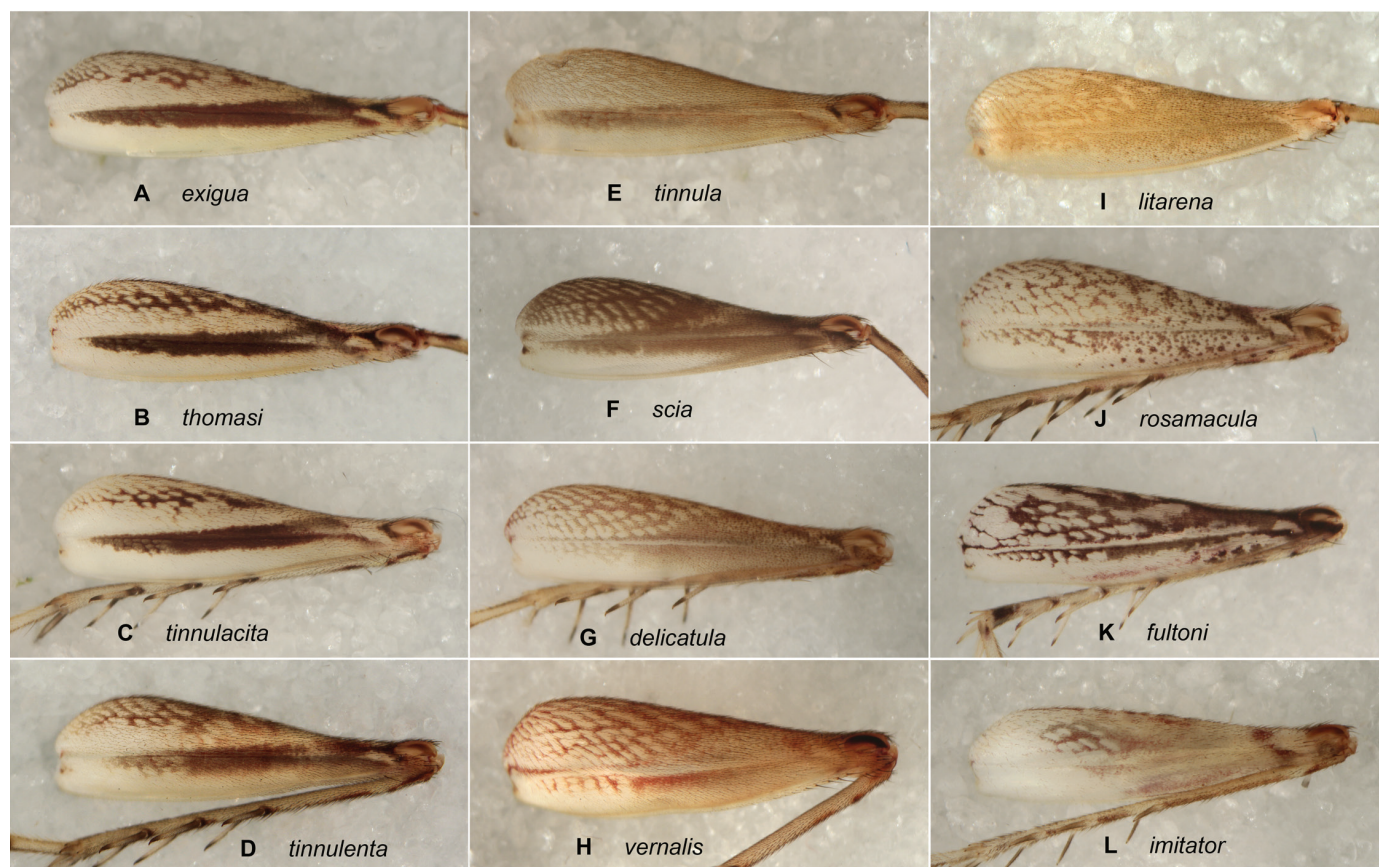 A exigua
B thomasi
C tinnulacita
D tinnulenta
E tinnula
F scia
G delicatula
H vernalis
I litarena
J rosamacula
K fultoni
L imitator